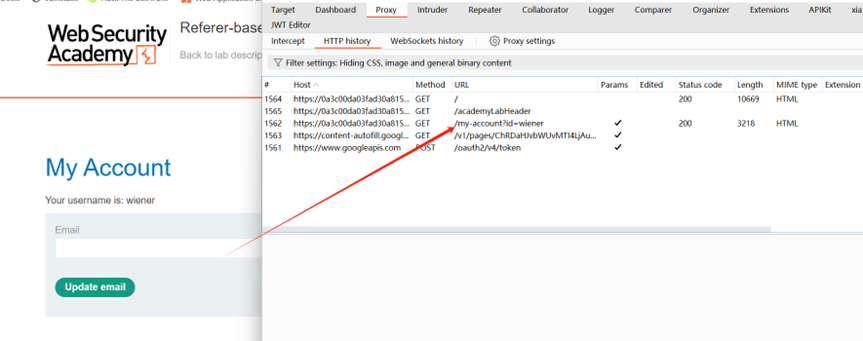 Web Security
Academy
Referer-based
Back to lab descrip
My Account
Your username is: wiener
Email
Update email
Target Dashboard Proxy Intruder Repeater Collaborator Logger Comparer Organizer Extensions APIKit xia
JWT Editor
Intercept HTTP history WebSockets history Proxy settings
Filter settings: Hiding CSS, image and general binary content
# Host Method URL Params Edited Status code Length MIME type Extension
1564 https://0a3c00da03fad30a815... GET / 200 10669 HTML
1565 https://0a3c00da03fad30a815... GET /academyLabHeader
1562 https://0a3c00da03fad30a815... GET /my-account?id=wiener ✓ 200 3218 HTML
1563 https://content-autofill.googl... GET /v1/pages/ChRDaHJvbWUvMTI4LjAu... ✓
1561 https://www.googleapis.com POST /oauth2/v4/token ✓